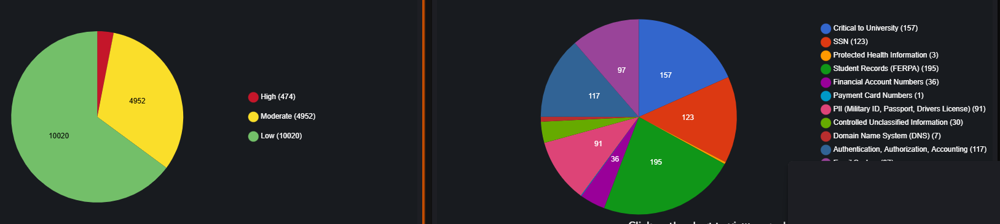 4952
10020
High (474)
Moderate (4952)
Low (10020)
97
157
117
123
91
36
195
Critical to University (157)
SSN (123)
Protected Health Information (3)
Student Records (FERPA) (195)
Financial Account Numbers (36)
Payment Card Numbers (1)
PII (Military ID, Passport, Drivers License) (91)
Controlled Unclassified Information (30)
Domain Name System (DNS) (7)
Authentication, Authorization, Accounting (117)